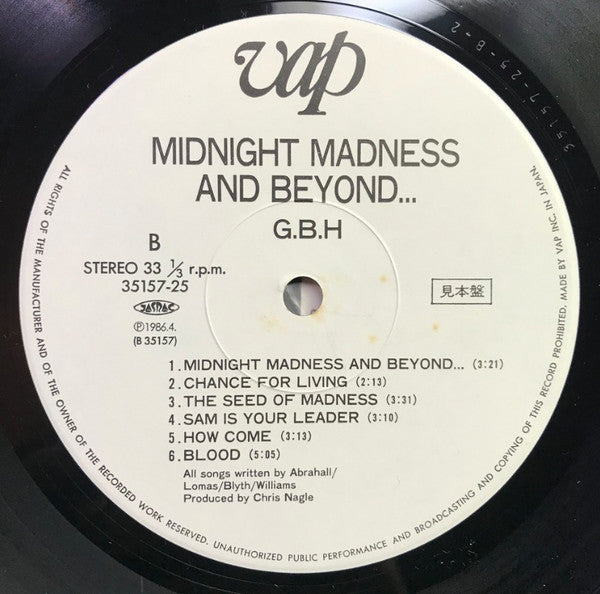 vap
MIDNIGHT MADNESS
AND BEYOND...
G.B.H
B
STEREO 33 1/3 r.p.m.
35157-25
JASRAC
Ⓟ1986.4.
(B 35157)
見本盤
1. MIDNIGHT MADNESS AND BEYOND... (3:21)
2. CHANCE FOR LIVING (2:13)
3. THE SEED OF MADNESS (3:31)
4. SAM IS YOUR LEADER (3:10)
5. HOW COME (3:13)
6. BLOOD (5:05)
All songs written by Abrahall/
Lomas/Blyth/Williams
Produced by Chris Nagle
ALL RIGHTS OF THE MANUFACTURER AND OF THE OWNER OF THE RECORDED WORK RESERVED. UNAUTHORIZED PUBLIC PERFORMANCE AND BROADCASTING AND COPYING OF THIS RECORD PROHIBITED. MADE BY VAP INC. IN JAPAN.
35157-25-B-2